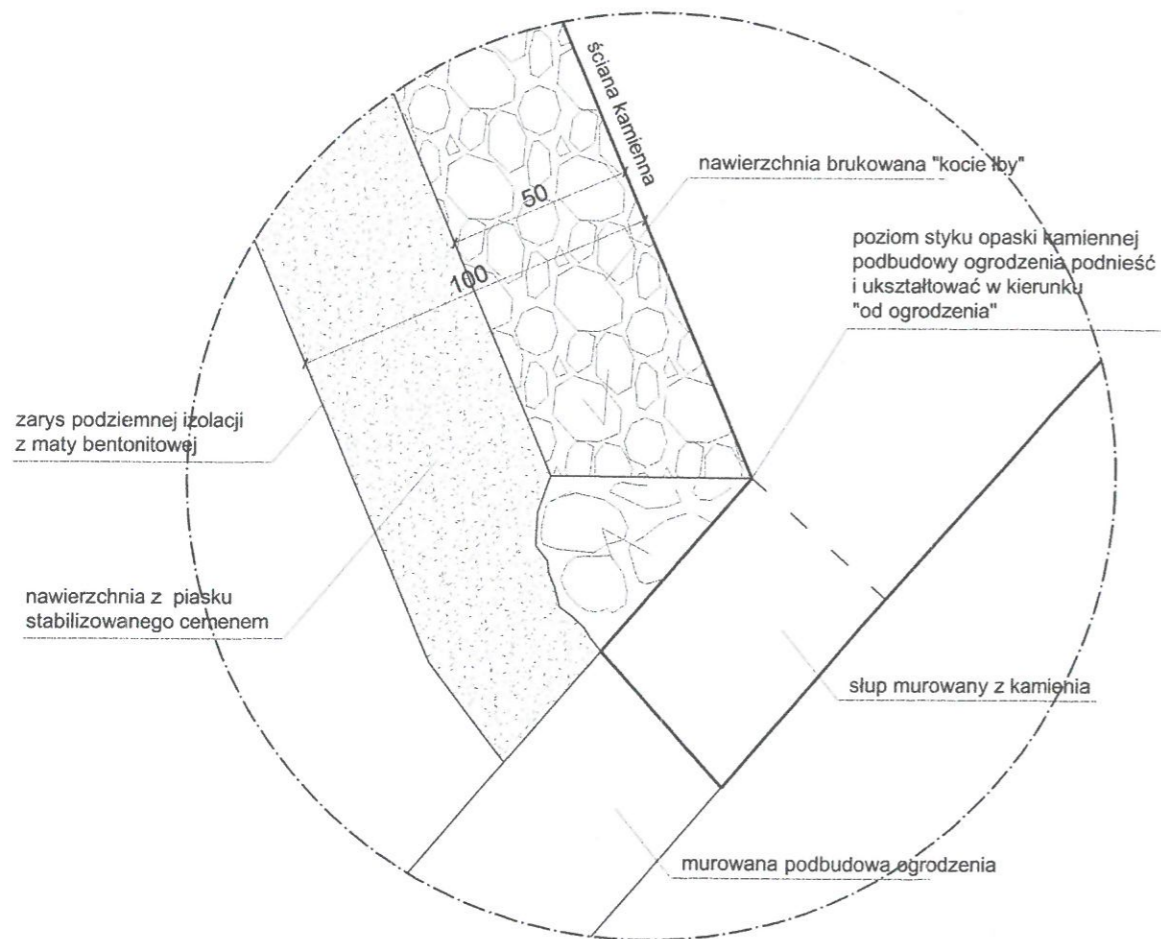 ściana kamienna
nawierzchnia brukowana "kocie łby"
50
poziom styku opaski kamiennej
podbudowy ogrodzenia podnieść
i ukształtować w kierunku
"od ogrodzenia"
100
zarys podziemnej izolacji
z maty bentonitowej
nawierzchnia z piasku
stabilizowanego cemenem
słup murowany z kamienia
murowana podbudowa ogrodzenia